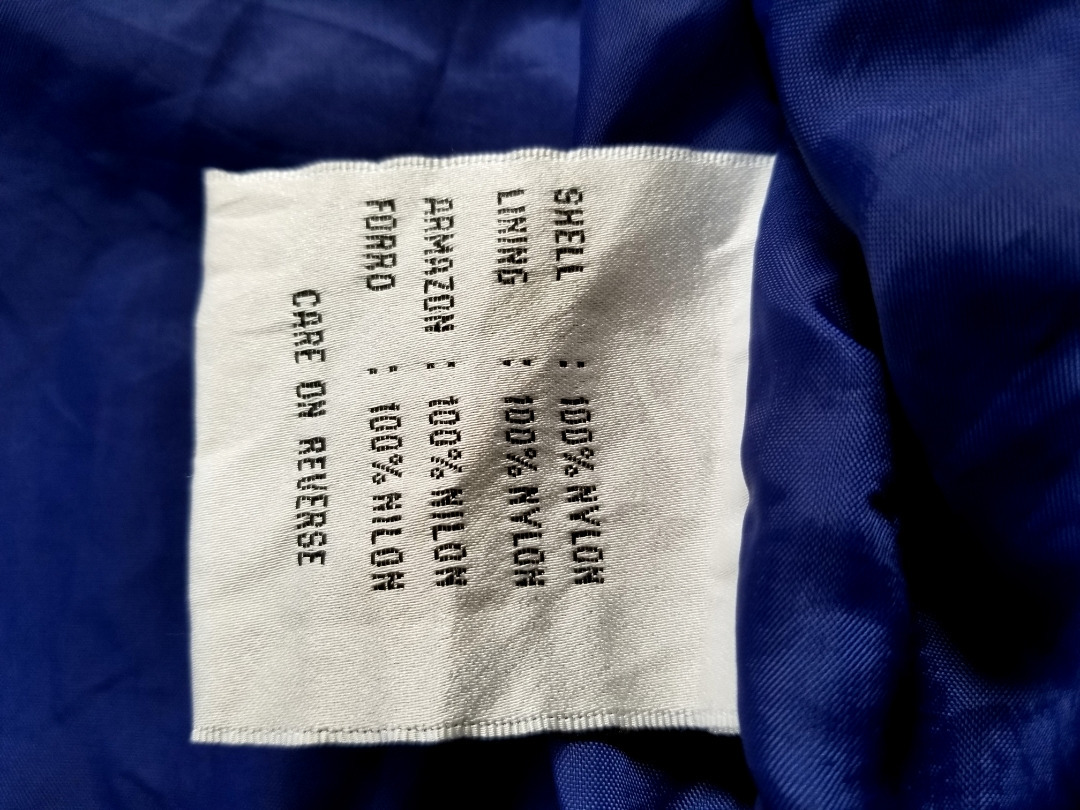 SHELL : 100% NYLON
LINING : 100% NYLON
ARMAZON : 100% NILON
FORRO : 100% NILON
CARE ON REVERSE